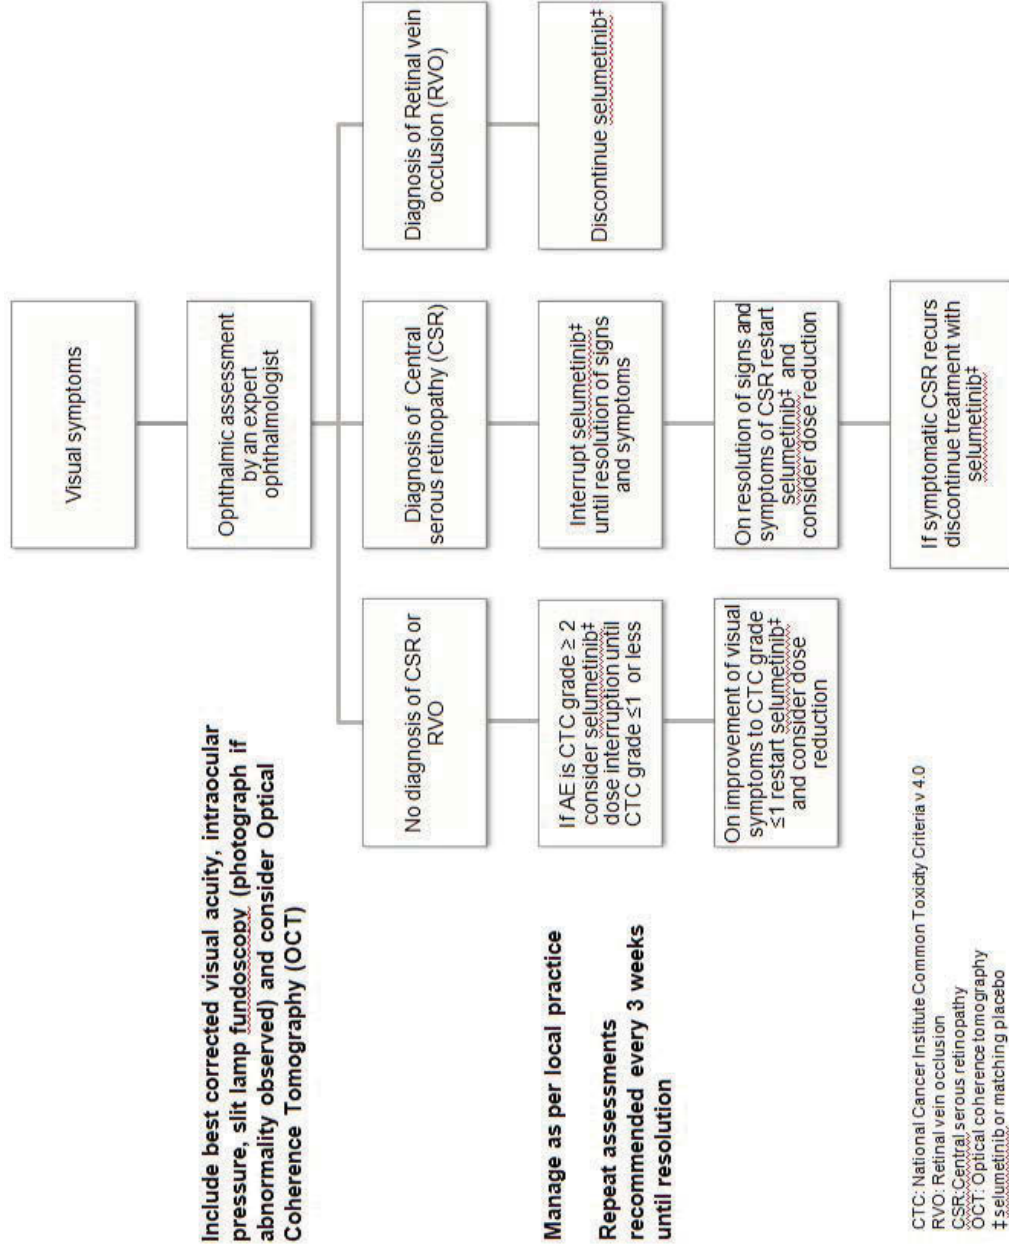 Visual symptoms
Include best corrected visual acuity, intraocular
pressure, slit lamp fundoscopy (photograph if
abnormality observed) and consider Optical
Coherence Tomography (OCT)
Ophthalmic assessment
by an expert
ophthalmologist
No diagnosis of CSR or
RVO
Diagnosis of Central
serous retinopathy (CSR)
Diagnosis of Retinal vein
occlusion (RVO)
Manage as per local practice
Repeat assessments
recommended every 3 weeks
until resolution
If AE is CTC grade ≥ 2
consider selumetinib‡
dose interruption until
CTC grade ≤1 or less
Interrupt selumetinib‡
until resolution of signs
and symptoms
Discontinue selumetinib‡
On improvement of visual
symptoms to CTC grade
≤1 restart selumetinib‡
and consider dose
reduction
On resolution of signs and
symptoms of CSR restart
selumetinib‡ and
consider dose reduction
If symptomatic CSR recurs
discontinue treatment with
selumetinib‡
CTC: National Cancer Institute Common Toxicity Criteria v 4.0
RVO: Retinal vein occlusion
CSR:Central serous retinopathy
OCT: Optical coherence tomography
‡ selumetinib or matching placebo